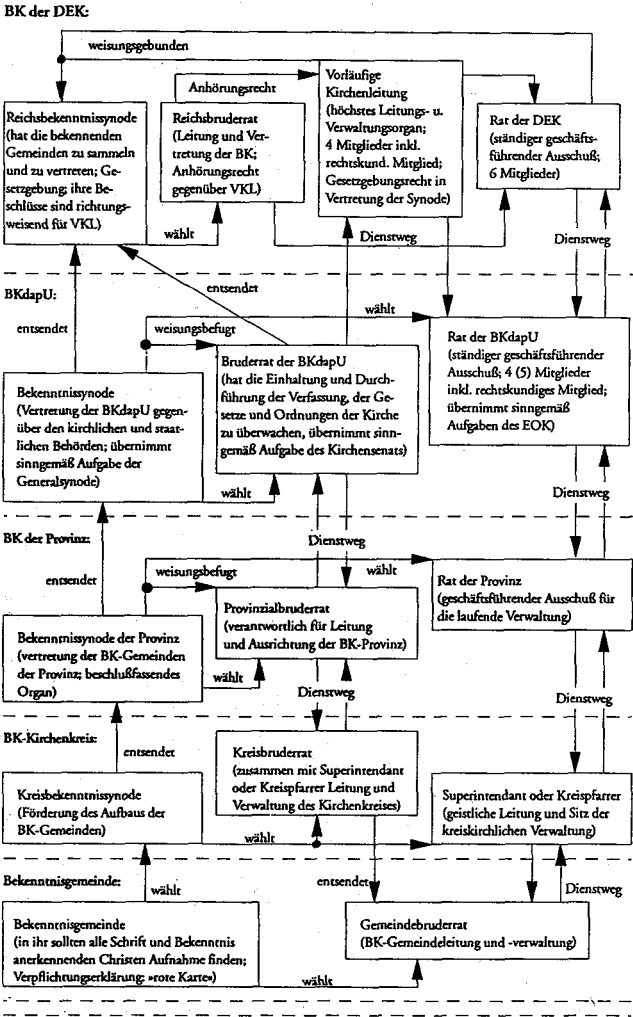 BK der DEK:
weisungsgebunden
Anhörungsrecht
Reichsbekenntnissynode
(hat die bekennenden
Gemeinden zu sammeln
und zu vertreten; Ge-
setzgebung; ihre Be-
schlüsse sind richtungs-
weisend für VKL)
Reichsbruderrat
(Leitung und Ver-
tretung der BK;
Anhörungsrecht
gegenüber VKL)
Vorläufige
Kirchenleitung
(höchstes Leitungs- u.
Verwaltungsorgan;
4 Mitglieder inkl.
rechtskund. Mitglied;
Gesetzgebungsrecht in
Vertretung der Synode)
Rat der DEK
(ständiger geschäfts-
führender Ausschuß;
6 Mitglieder)
wählt
Dienstweg
Dienstweg
BKdapU:
entsendet
entsendet
weisungsbefugt
wählt
Bekenntnissynode
(Vertretung der BKdapU gegen-
über den kirchlichen und staat-
lichen Behörden; übernimmt
sinngemäß Aufgabe der
Generalsynode)
Bruderrat der BKdapU
(hat die Einhaltung und Durch-
führung der Verfassung, der Ge-
setze und Ordnungen der Kirche
zu überwachen, übernimmt sinn-
gemäß Aufgabe des Kirchensenats)
Rat der BKdapU
(ständiger geschäftsführender
Ausschuß; 4 (5) Mitglieder
inkl. rechtskundiges Mitglied;
übernimmt sinngemäß
Aufgaben des EOK)
wählt
Dienstweg
BK der Provinz:
Dienstweg
entsendet
weisungsbefugt
wählt
Bekenntnissynode der Provinz
(vertretung der BK-Gemeinden
der Provinz; beschlußfassendes
Organ)
Provinzialbruderrat
(verantwortlich für Leitung
und Ausrichtung der BK-Provinz)
Rat der Provinz
(geschäftsführender Ausschuß für
die laufende Verwaltung)
wählt
Dienstweg
Dienstweg
BK-Kirchenkreis:
entsendet
Kreisbekenntnissynode
(Förderung des Aufbaus der
BK-Gemeinden)
Kreisbruderrat
(zusammen mit Superintendant
oder Kreispfarrer Leitung und
Verwaltung des Kirchenkreises)
Superintendant oder Kreispfarrer
(geistliche Leitung und Sitz der
kreiskirchlichen Verwaltung)
wählt
Bekenntnisgemeinde:
wählt
entsendet
Dienstweg
Bekenntnisgemeinde
(in ihr sollten alle Schrift und Bekenntnis
anerkennenden Christen Aufnahme finden;
Verpflichtungserklärung: »rote Karte«)
Gemeindebruderrat
(BK-Gemeindeleitung und -verwaltung)
wählt